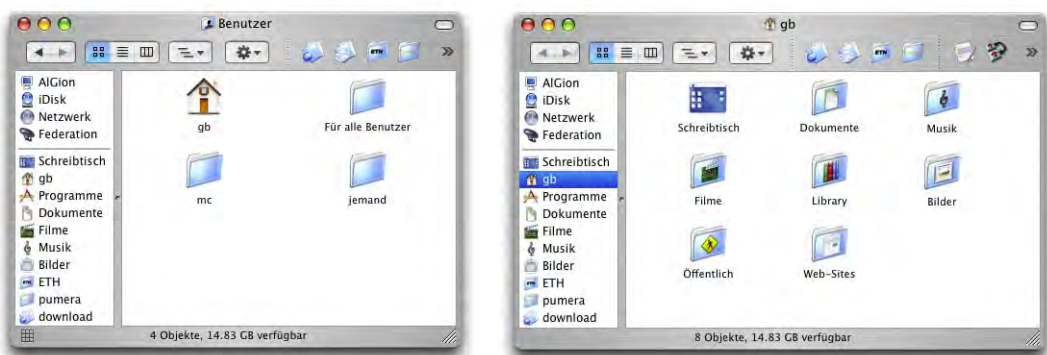 Benutzer
AlGion
iDisk
Netzwerk
Federation
Schreibtisch
gb
Programme
Dokumente
Filme
Musik
Bilder
ETH
pumera
download
ETH
gb
Für alle Benutzer
mc
jemand
4 Objekte, 14.83 GB verfügbar
gb
AlGion
iDisk
Netzwerk
Federation
Schreibtisch
gb
Programme
Dokumente
Filme
Musik
Bilder
ETH
pumera
download
ETH
Schreibtisch
Dokumente
Musik
Filme
Library
Bilder
Öffentlich
Web-Sites
8 Objekte, 14.83 GB verfügbar